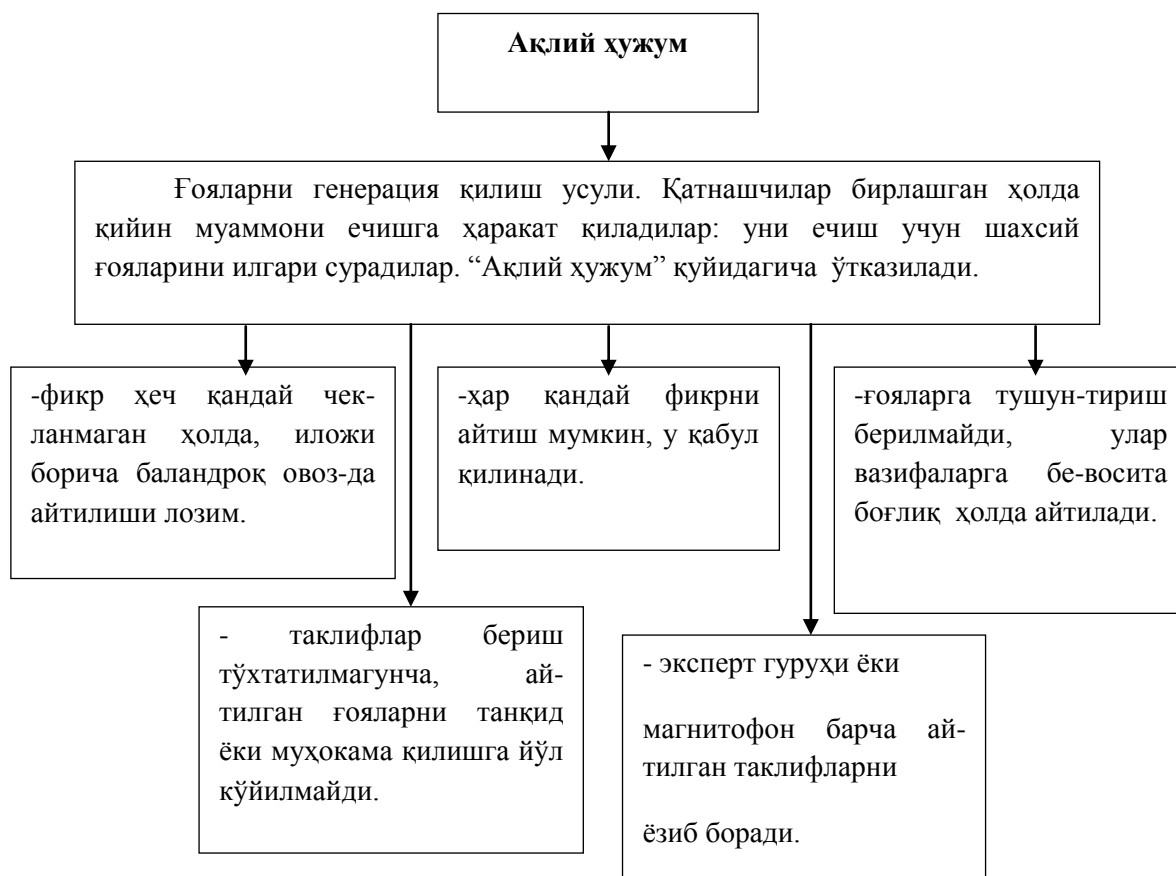 Ақлий ҳужум
Ғояларни генерация қилиш усули. Қатнашчилар бирлашган ҳолда
қийин муаммони ечишга ҳаракат қиладилар: уни ечиш учун шахсий
ғояларини илгари сурадилар. “Ақлий ҳужум” қуйидагича ўтказилади.
-фикр ҳеч қандай чек-
ланмаган ҳолда, иложи
борича баландроқ овоз-да
айтилиши лозим.
-ҳар қандай фикрни
айтиш мумкин, у қабул
қилинади.
-ғояларга тушун-тириш
берилмайди, улар
вазифаларга бе-восита
боғлиқ ҳолда айтилади.
- таклифлар бериш
тўхтатилмагунча, ай-
тилган ғояларни танқид
ёки муҳокама қилишга йўл
кўйилмайди.
- эксперт гуруҳи ёки
магнитофон барча ай-
тилган таклифларни
ёзиб боради.